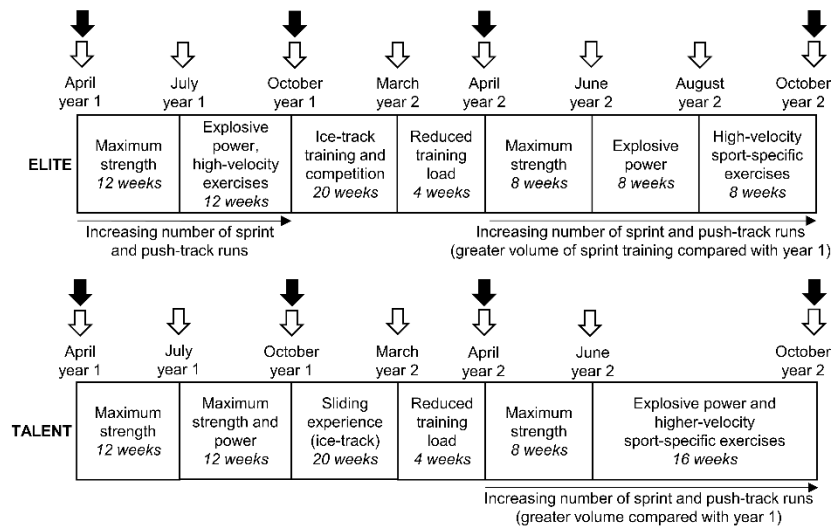 April
year 1
July
year 1
October
year 1
March
year 2
April
year 2
June
year 2
August
year 2
October
year 2
ELITE
Maximum
strength
12 weeks
Explosive
power,
high-velocity
exercises
12 weeks
Ice-track
training and
competition
20 weeks
Reduced
training
load
4 weeks
Maximum
strength
8 weeks
Explosive
power
8 weeks
High-velocity
sport-specific
exercises
8 weeks
Increasing number of sprint
and push-track runs
Increasing number of sprint and push-track runs
(greater volume of sprint training compared with year 1)
April
year 1
July
year 1
October
year 1
March
year 2
April
year 2
June
year 2
October
year 2
TALENT
Maximum
strength
12 weeks
Maximum
strength and
power
12 weeks
Sliding
experience
(ice-track)
20 weeks
Reduced
training
load
4 weeks
Maximum
strength
8 weeks
Explosive power and
higher-velocity
sport-specific exercises
16 weeks
Increasing number of sprint and push-track runs
(greater volume compared with year 1)